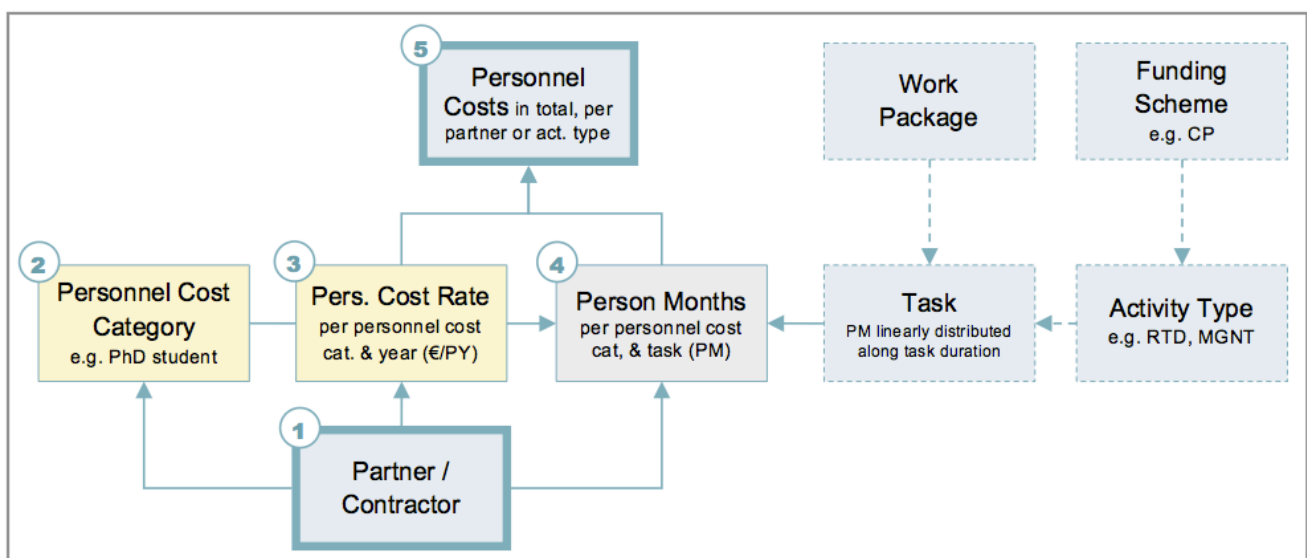 5
Personnel
Costs in total, per
partner or act. type
Work
Package
Funding
Scheme
e.g. CP
2
Personnel Cost
Category
e.g. PhD student
3
Pers. Cost Rate
per personnel cost
cat. & year (€/PY)
4
Person Months
per personnel cost
cat, & task (PM)
Task
PM linearly distributed
along task duration
Activity Type
e.g. RTD, MGNT
1
Partner /
Contractor